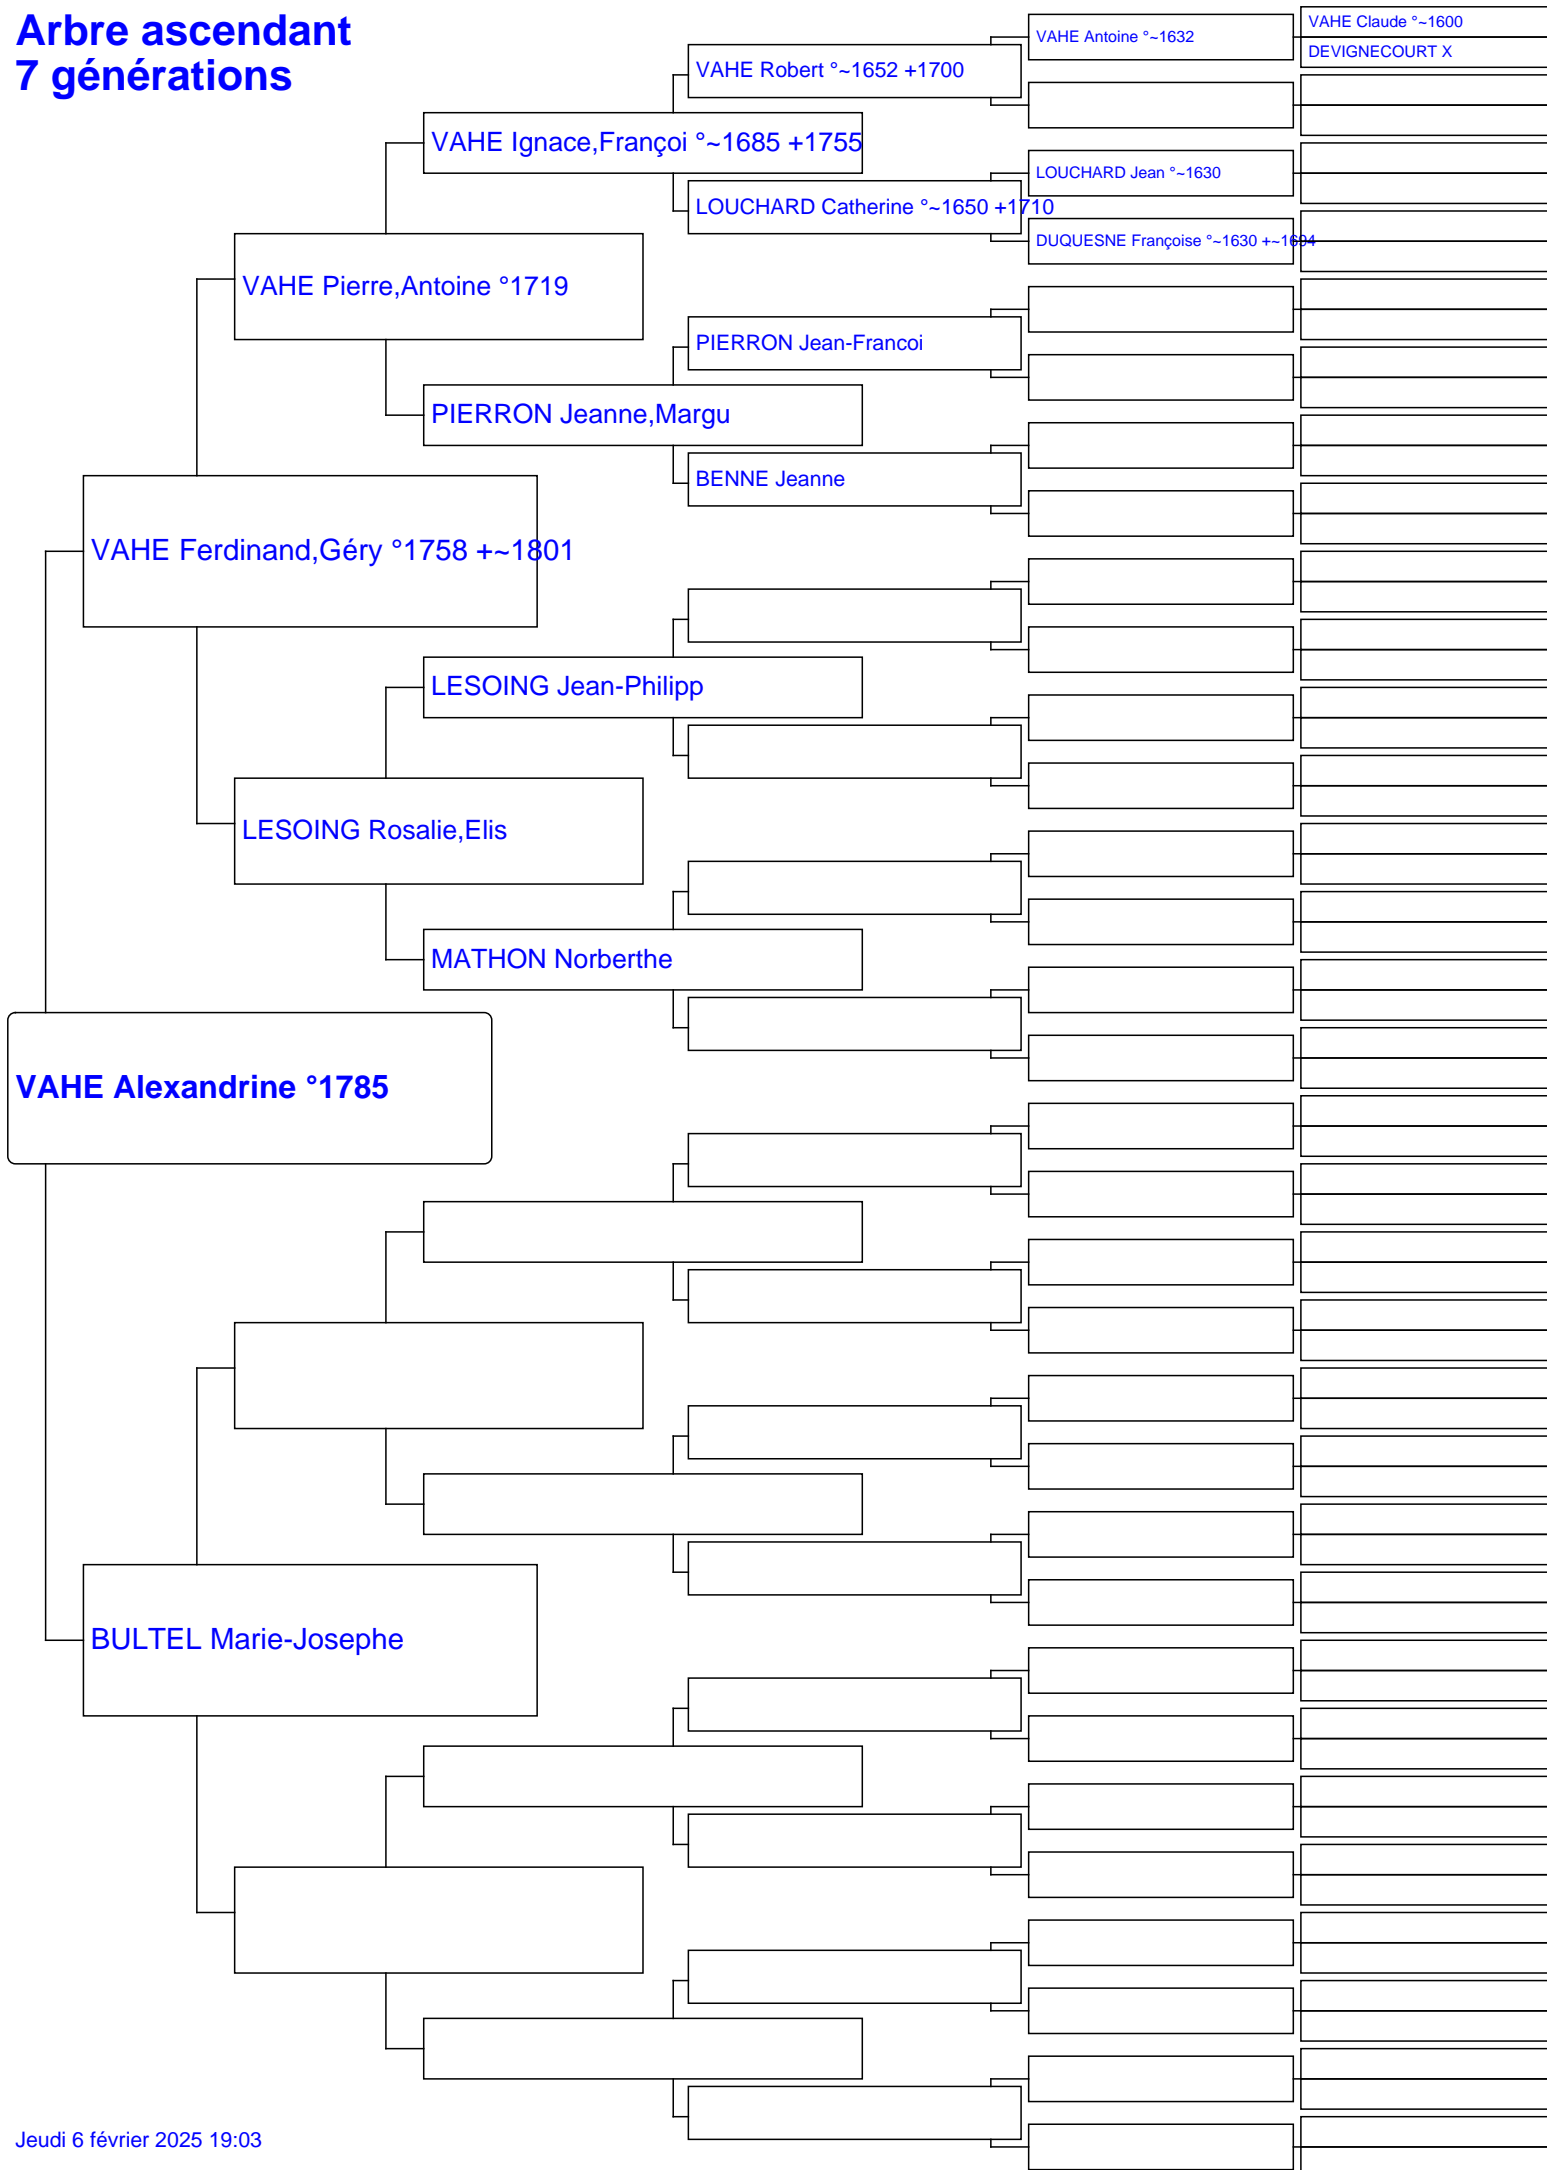 Arbre ascendant
7 générations
VAHE Claude °~1600
DEVIGNECOURT X
VAHE Antoine °~1632
VAHE Robert °~1652 +1700
VAHE Ignace,Françoi °~1685 +1755
LOUCHARD Jean °~1630
LOUCHARD Catherine °~1650 +1710
DUQUESNE Françoise °~1630 +~1694
VAHE Pierre,Antoine °1719
PIERRON Jean-Francoi
PIERRON Jeanne,Margu
BENNE Jeanne
VAHE Ferdinand,Géry °1758 +~1801
LESOING Jean-Philipp
LESOING Rosalie,Elis
MATHON Norberthe
VAHE Alexandrine °1785
BULTEL Marie-Josephe
Jeudi 6 février 2025 19:03